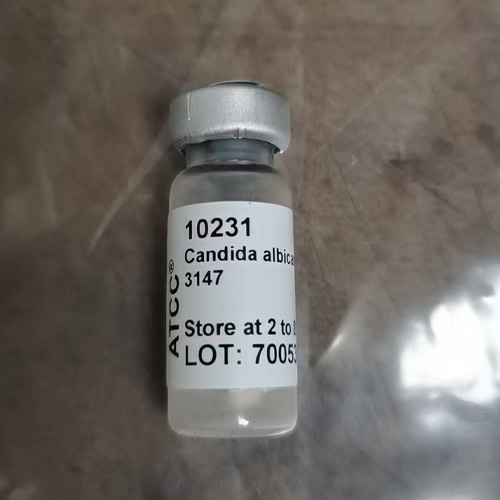 10231
Candida albica
3147
Store at 2 to
LOT: 7005
ATCC®